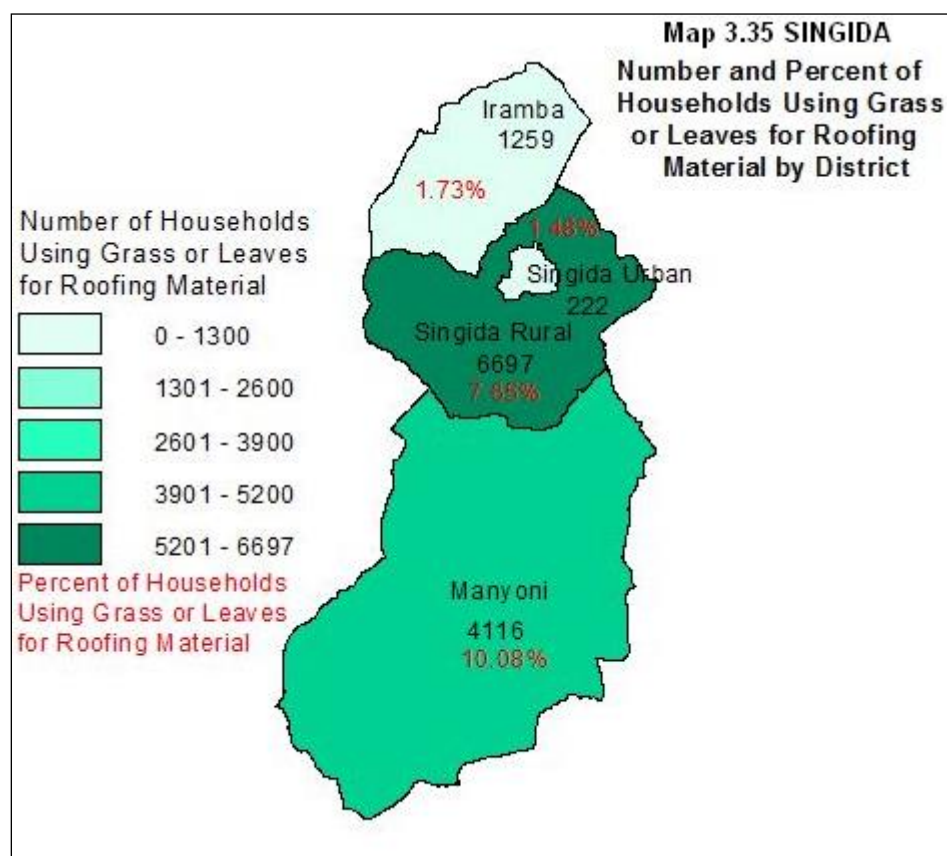 Map 3.35 SINGIDA
Number and Percent of
Households Using Grass
or Leaves for Roofing
Material by District
Iramba
1259
1.73%
1.48%
Singida Urban
222
Singida Rural
6697
Manyoni
4116
10.08%
Number of Households
Using Grass or Leaves
for Roofing Material
0 - 1300
1301 - 2600
2601 - 3900
3901 - 5200
5201 - 6697
Percent of Households
Using Grass or Leaves
for Roofing Material